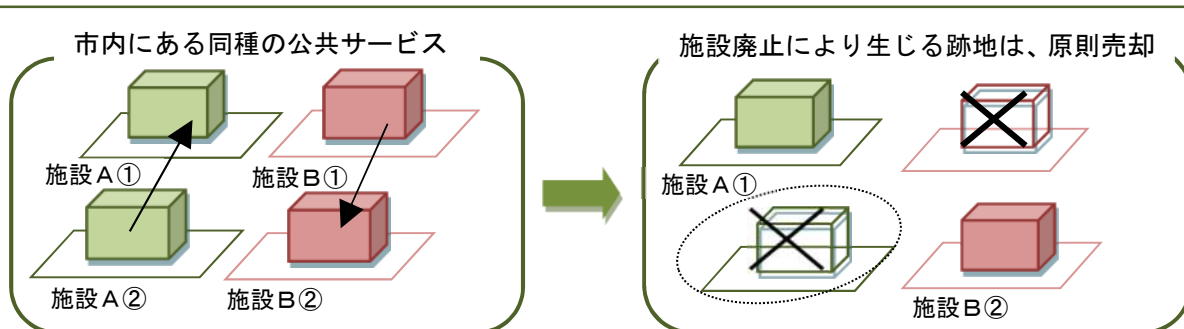 市内にある同種の公共サービス
施設A①
施設B①
施設A②
施設B②
施設廃止により生じる跡地は、原則売却
施設A①
施設B②